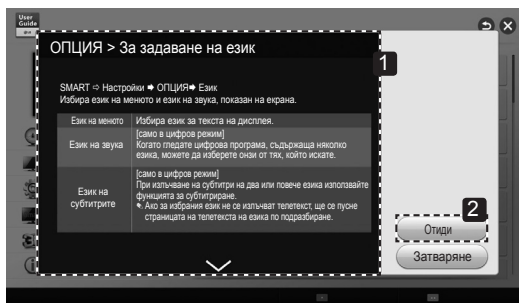 User
Guide
ОПЦИЯ > За задаване на език
1
SMART ⇨ Настройки ➡ ОПЦИЯ➡ Език
Избира език на менюто и език на звука, показан на екрана.
Език на менюто Избира език за текста на дисплея.
Език на звука [само в цифров режим]
Когато гледате цифрова програма, съдържаща няколко
езика, можете да изберете онзи от тях, който искате.
Език на субтитрите [само в цифров режим]
При излъчване на субтитри на два или повече езика използвайте
функцията за субтитриране.
Ако за избрания език не се излъчват телетекст, ще се пусне
страницата на телетекста на езика по подразбиране.
2
Отиди
Затваряне